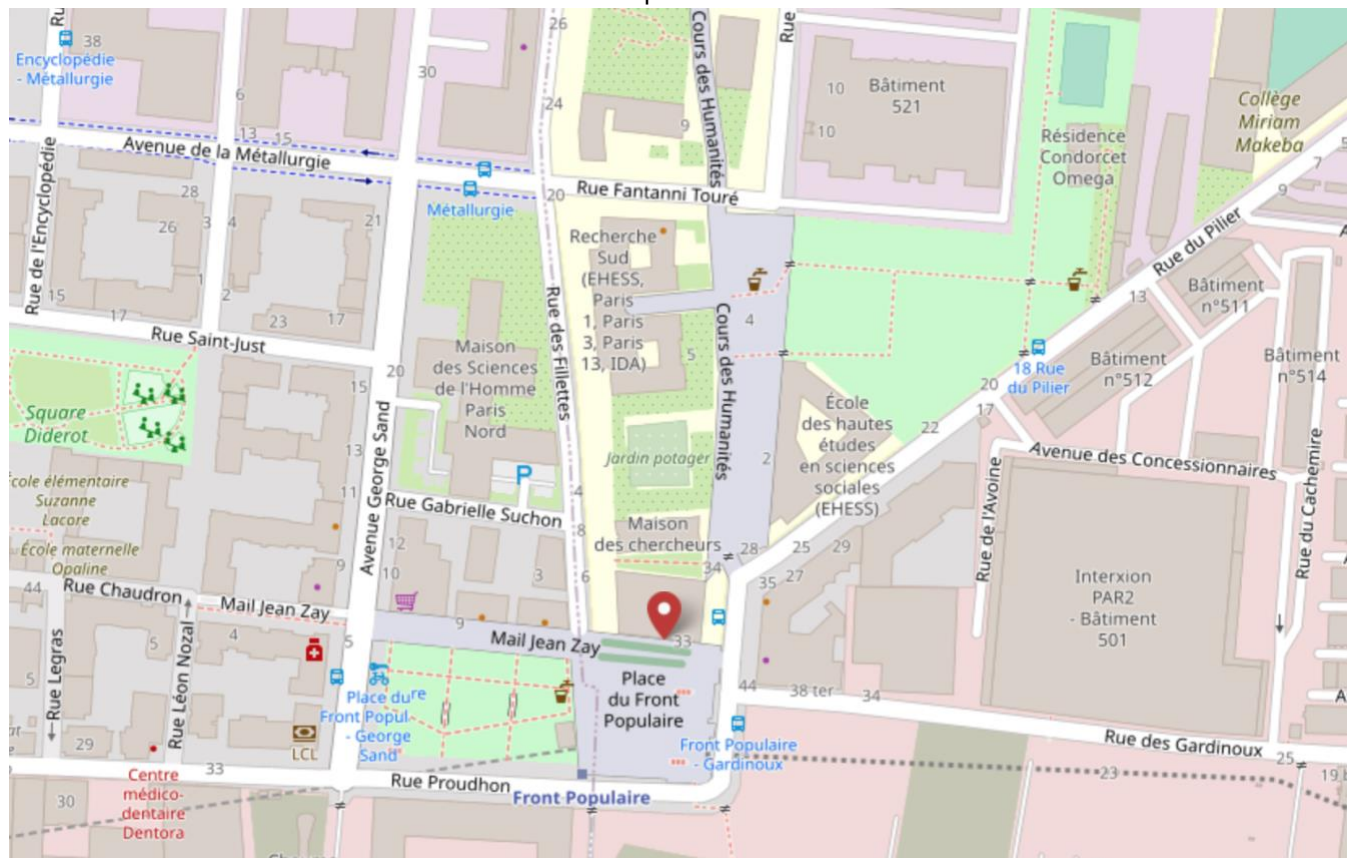 38
Encyclopédie
- Métallurgie
6
13
15
30
26
24
9
Cours des Humanités
10
10
Bâtiment
521
Résidence
Condorcet
Omega
Collège
Miriam
Makeba
7
9
Avenue de la Métallurgie
Rue de l'Encyclopédie
28
26
3
4
21
1
2
15
17
23
17
Métallurgie
20
Rue Fantanni Touré
Recherche
Sud
(EHESS,
Paris
1, Paris
3, Paris
13, IDA)
5
4
Cours des Humanités
Rue du Pilier
13
Bâtiment
n°511
Bâtiment
n°512
Bâtiment
n°514
18 Rue
du Pilier
Rue Saint-Just
Square
Diderot
20
15
13
11
9
Avenue George Sand
Maison
des Sciences
de l'Homme
Paris
Nord
P
Rue des Fillettes
Jardin potager
2
École
des hautes
études
en sciences
sociales
(EHESS)
20
17
22
Avenue des Concessionnaires
Rue de l'Avoine
Rue du Cachemire
École élémentaire
Suzanne
Lacore
École maternelle
Opaline
Rue Gabrielle Suchon
4
8
6
12
10
3
Maison
des chercheurs
34
28
25
29
35
27
Interxion
PAR2
- Bâtiment
501
44
Rue Chaudron
Mail Jean Zay
9
Mail Jean Zay
33
5
4
5
Rue Legras
Rue Léon Nozal
5
Place du
Front Popul
- George
Sand
LCL
Place
du Front
Populaire
44
38 ter
34
Front Populaire
- Gardinoux
Rue des Gardinoux
25
23
29
33
30
Centre
médico-
dentaire
Dentora
Rue Proudhon
Front Populaire